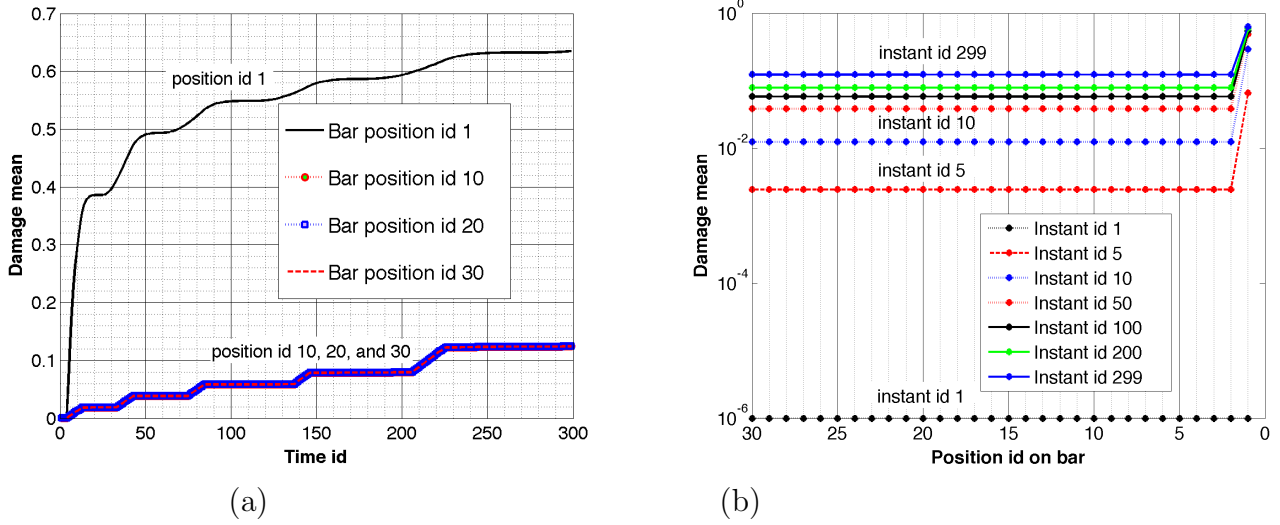 0.7
0.6
0.5
0.4
0.3
0.2
0.1
0
Damage mean
position id 1
Bar position id 1
Bar position id 10
Bar position id 20
Bar position id 30
position id 10, 20, and 30
0 50 100 150 200 250 300
Time id
(a)
10^0
10^-2
10^-4
10^-6
Damage mean
instant id 299
instant id 10
instant id 5
Instant id 1
Instant id 5
Instant id 10
Instant id 50
Instant id 100
Instant id 200
Instant id 299
instant id 1
30 25 20 15 10 5 0
Position id on bar
(b)